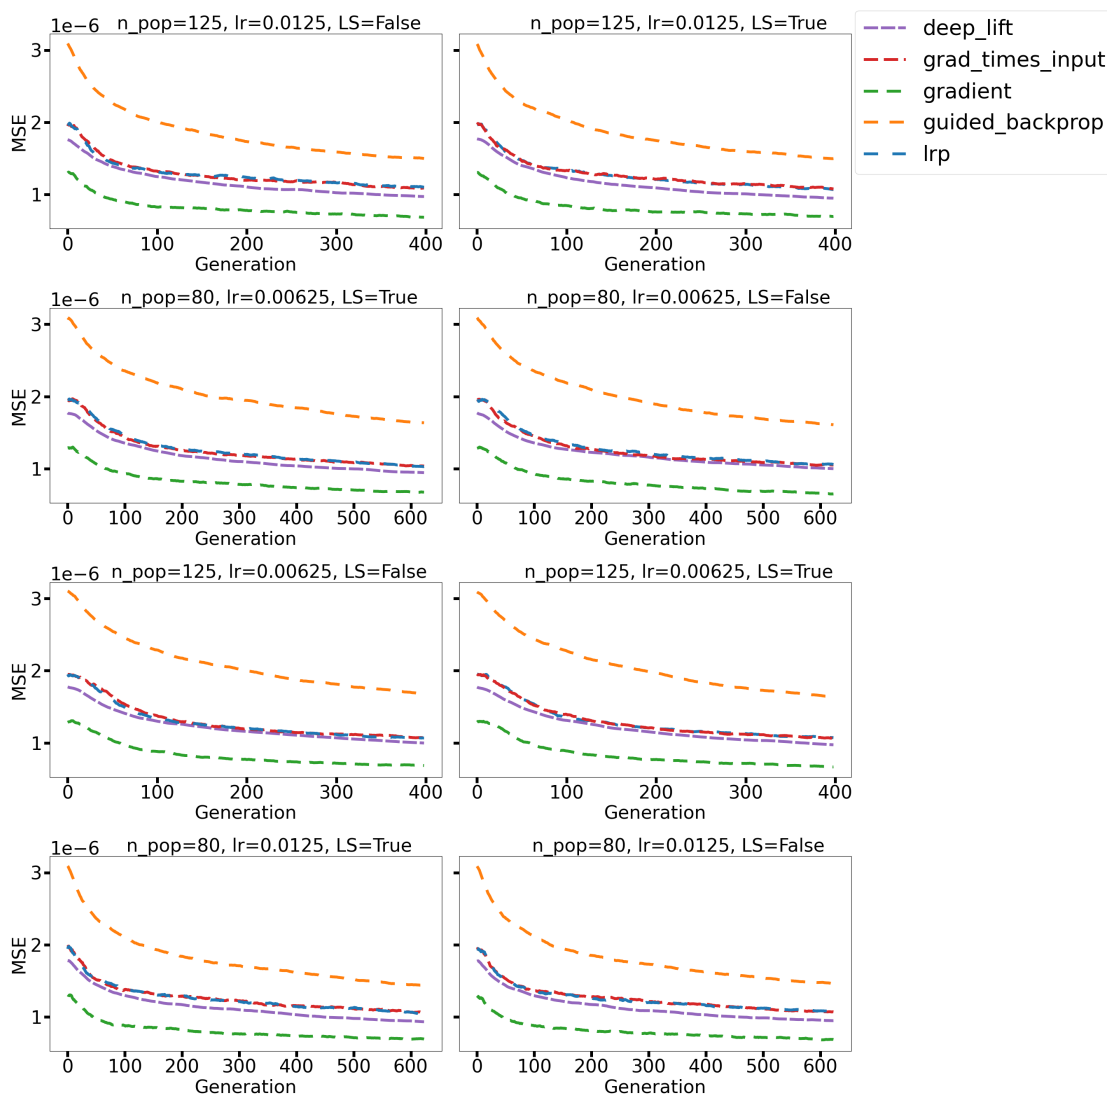 1e−6 n_pop=125, lr=0.0125, LS=False
n_pop=125, lr=0.0125, LS=True
deep_lift
grad_times_input
gradient
guided_backprop
lrp
MSE
3
2
1
0 100 200 300 400
Generation
0 100 200 300 400
Generation
1e−6 n_pop=80, lr=0.00625, LS=True
n_pop=80, lr=0.00625, LS=False
MSE
3
2
1
0 100 200 300 400 500 600
Generation
0 100 200 300 400 500 600
Generation
1e−6 n_pop=125, lr=0.00625, LS=False
n_pop=125, lr=0.00625, LS=True
MSE
3
2
1
0 100 200 300 400
Generation
0 100 200 300 400
Generation
1e−6 n_pop=80, lr=0.0125, LS=True
n_pop=80, lr=0.0125, LS=False
MSE
3
2
1
0 100 200 300 400 500 600
Generation
0 100 200 300 400 500 600
Generation